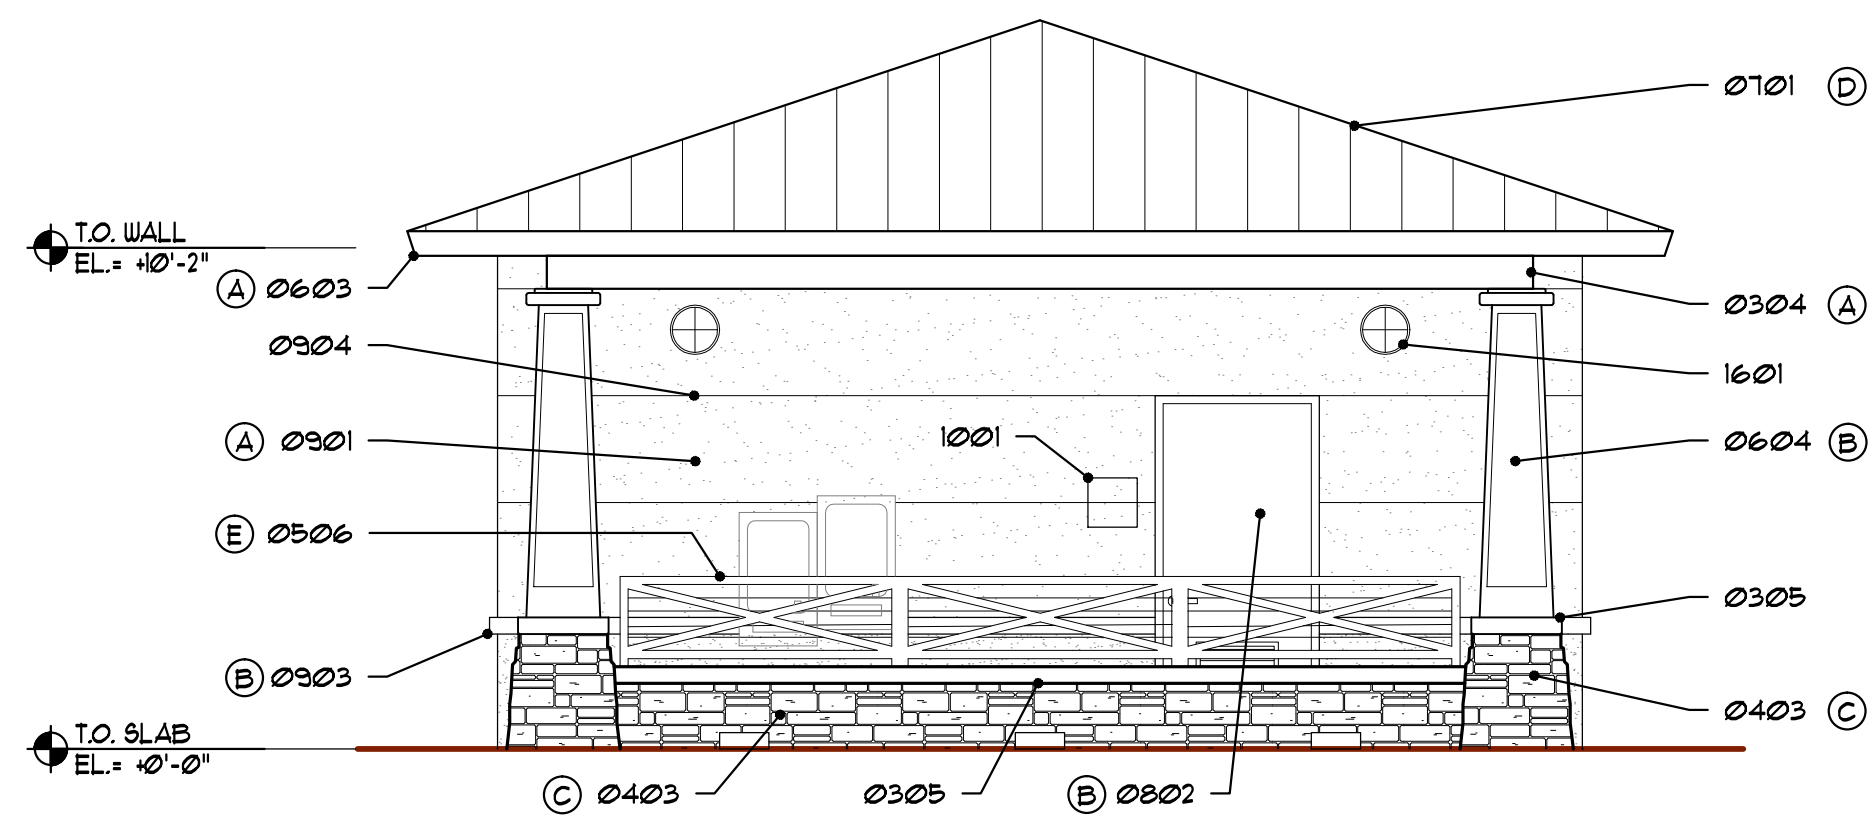 0701 D
T.O. WALL
EL.= +10'-2"
A 0603
0304 A
0904
1601
A 0901
1001
0604 B
E 0506
0305
B 0903
0403 C
T.O. SLAB
EL.= +0'-0"
C 0403
0305
B 0802